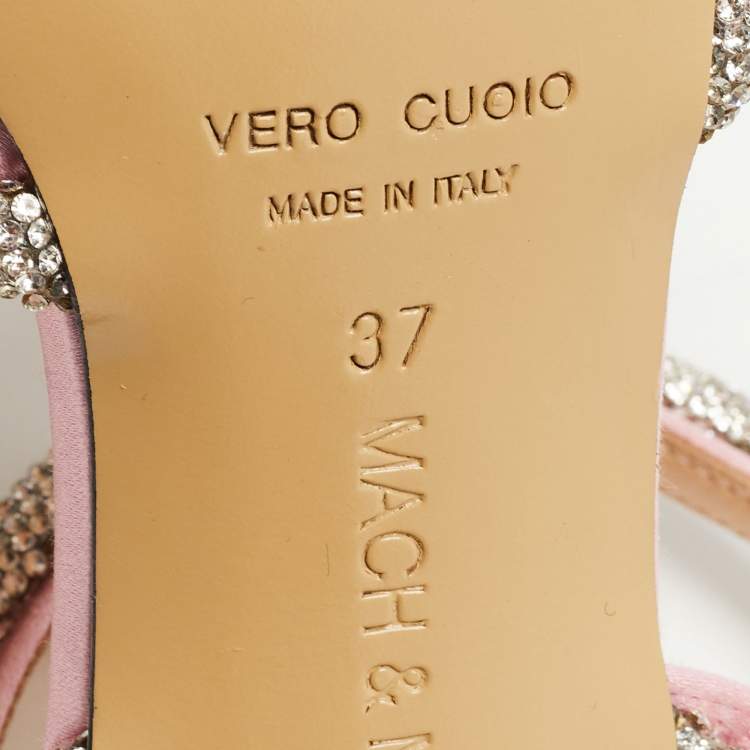 VERO CUOIO
MADE IN ITALY
37
MACH &